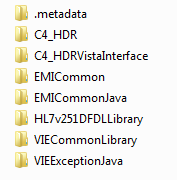 .metadata
C4_HDR
C4_HDRVistaInterface
EMICommon
EMICommonJava
HL7v251DFDLLibrary
VIECommonLibrary
VIEExceptionJava